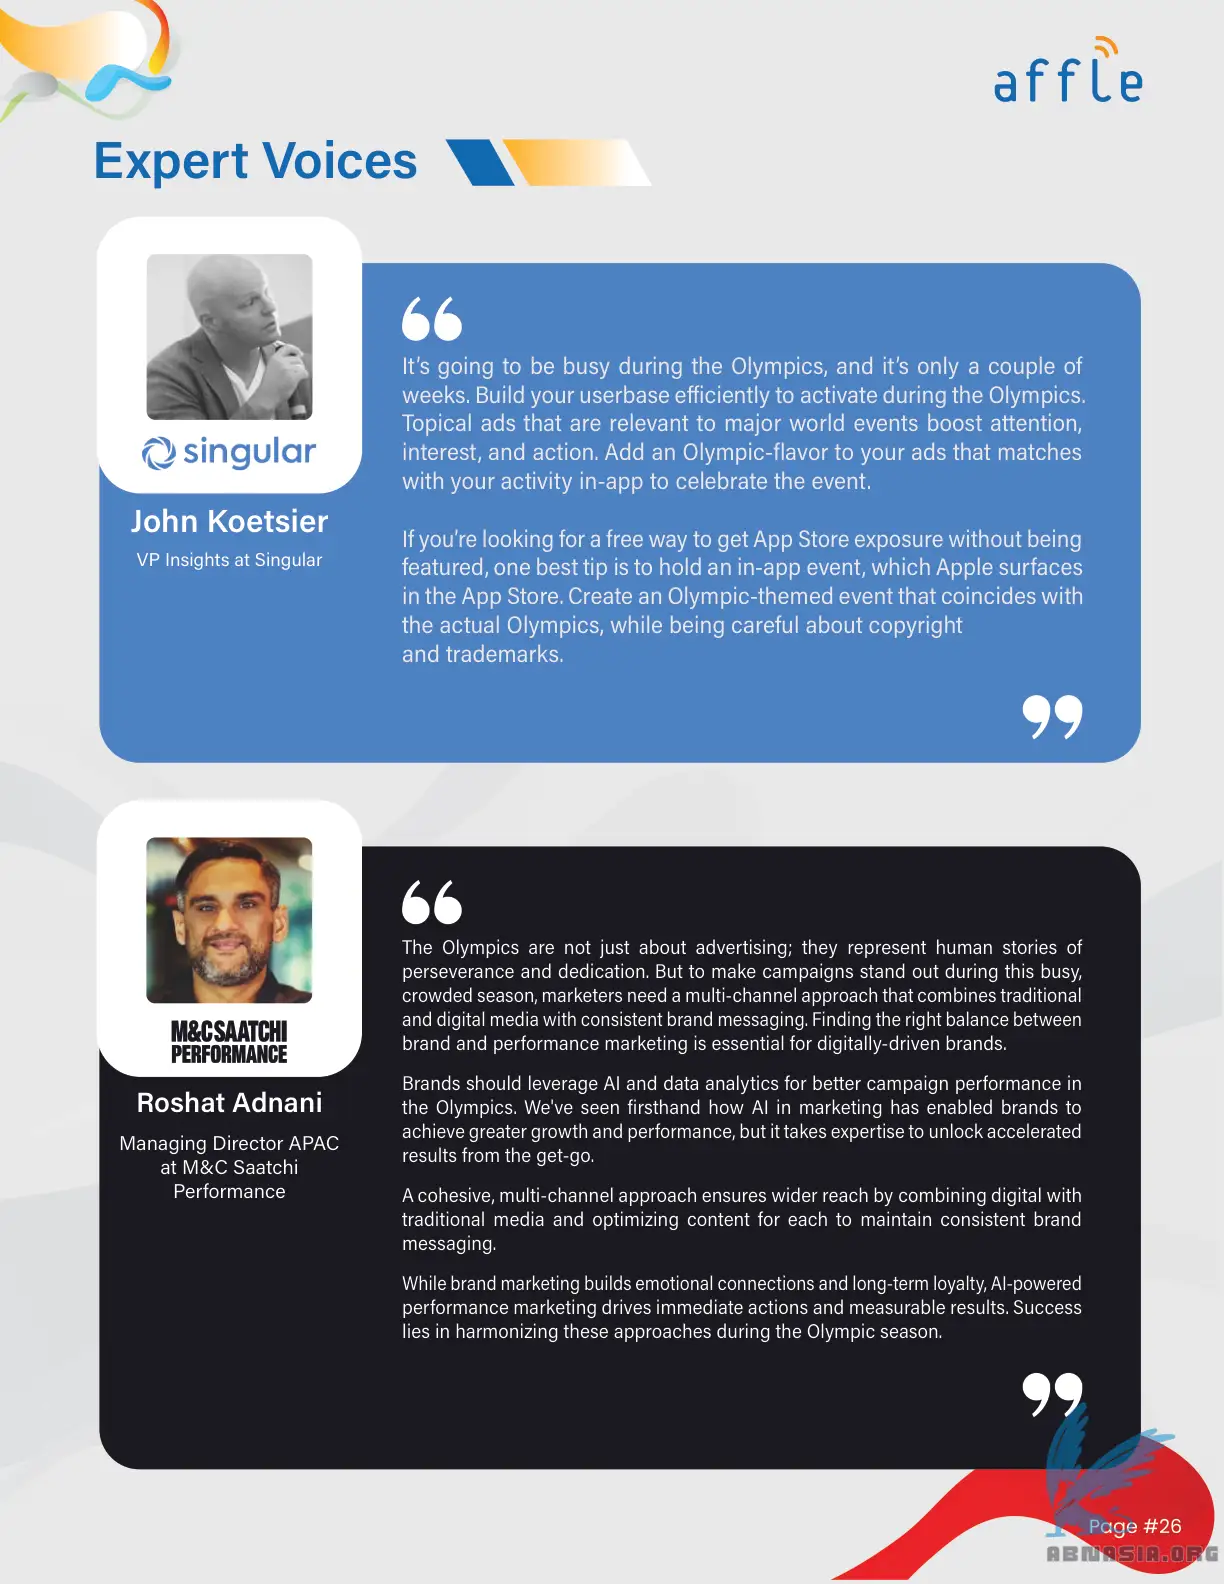 affle
Expert Voices
It's going to be busy during the Olympics, and it's only a couple of
weeks. Build your userbase efficiently to activate during the Olympics.
Topical ads that are relevant to major world events boost attention,
interest, and action. Add an Olympic-flavor to your ads that matches
with your activity in-app to celebrate the event.
If you're looking for a free way to get App Store exposure without being
featured, one best tip is to hold an in-app event, which Apple surfaces
in the App Store. Create an Olympic-themed event that coincides with
the actual Olympics, while being careful about copyright
and trademarks.
singular
John Koetsier
VP Insights at Singular
The Olympics are not just about advertising; they represent human stories of
perseverance and dedication. But to make campaigns stand out during this busy,
crowded season, marketers need a multi-channel approach that combines traditional
and digital media with consistent brand messaging. Finding the right balance between
brand and performance marketing is essential for digitally-driven brands.
Brands should leverage AI and data analytics for better campaign performance in
the Olympics. We've seen firsthand how AI in marketing has enabled brands to
achieve greater growth and performance, but it takes expertise to unlock accelerated
results from the get-go.
A cohesive, multi-channel approach ensures wider reach by combining digital with
traditional media and optimizing content for each to maintain consistent brand
messaging.
While brand marketing builds emotional connections and long-term loyalty, AI-powered
performance marketing drives immediate actions and measurable results. Success
lies in harmonizing these approaches during the Olympic season.
M&C SAATCHI
PERFORMANCE
Roshat Adnani
Managing Director APAC
at M&C Saatchi
Performance
Page #26
ABNASIA.ORG